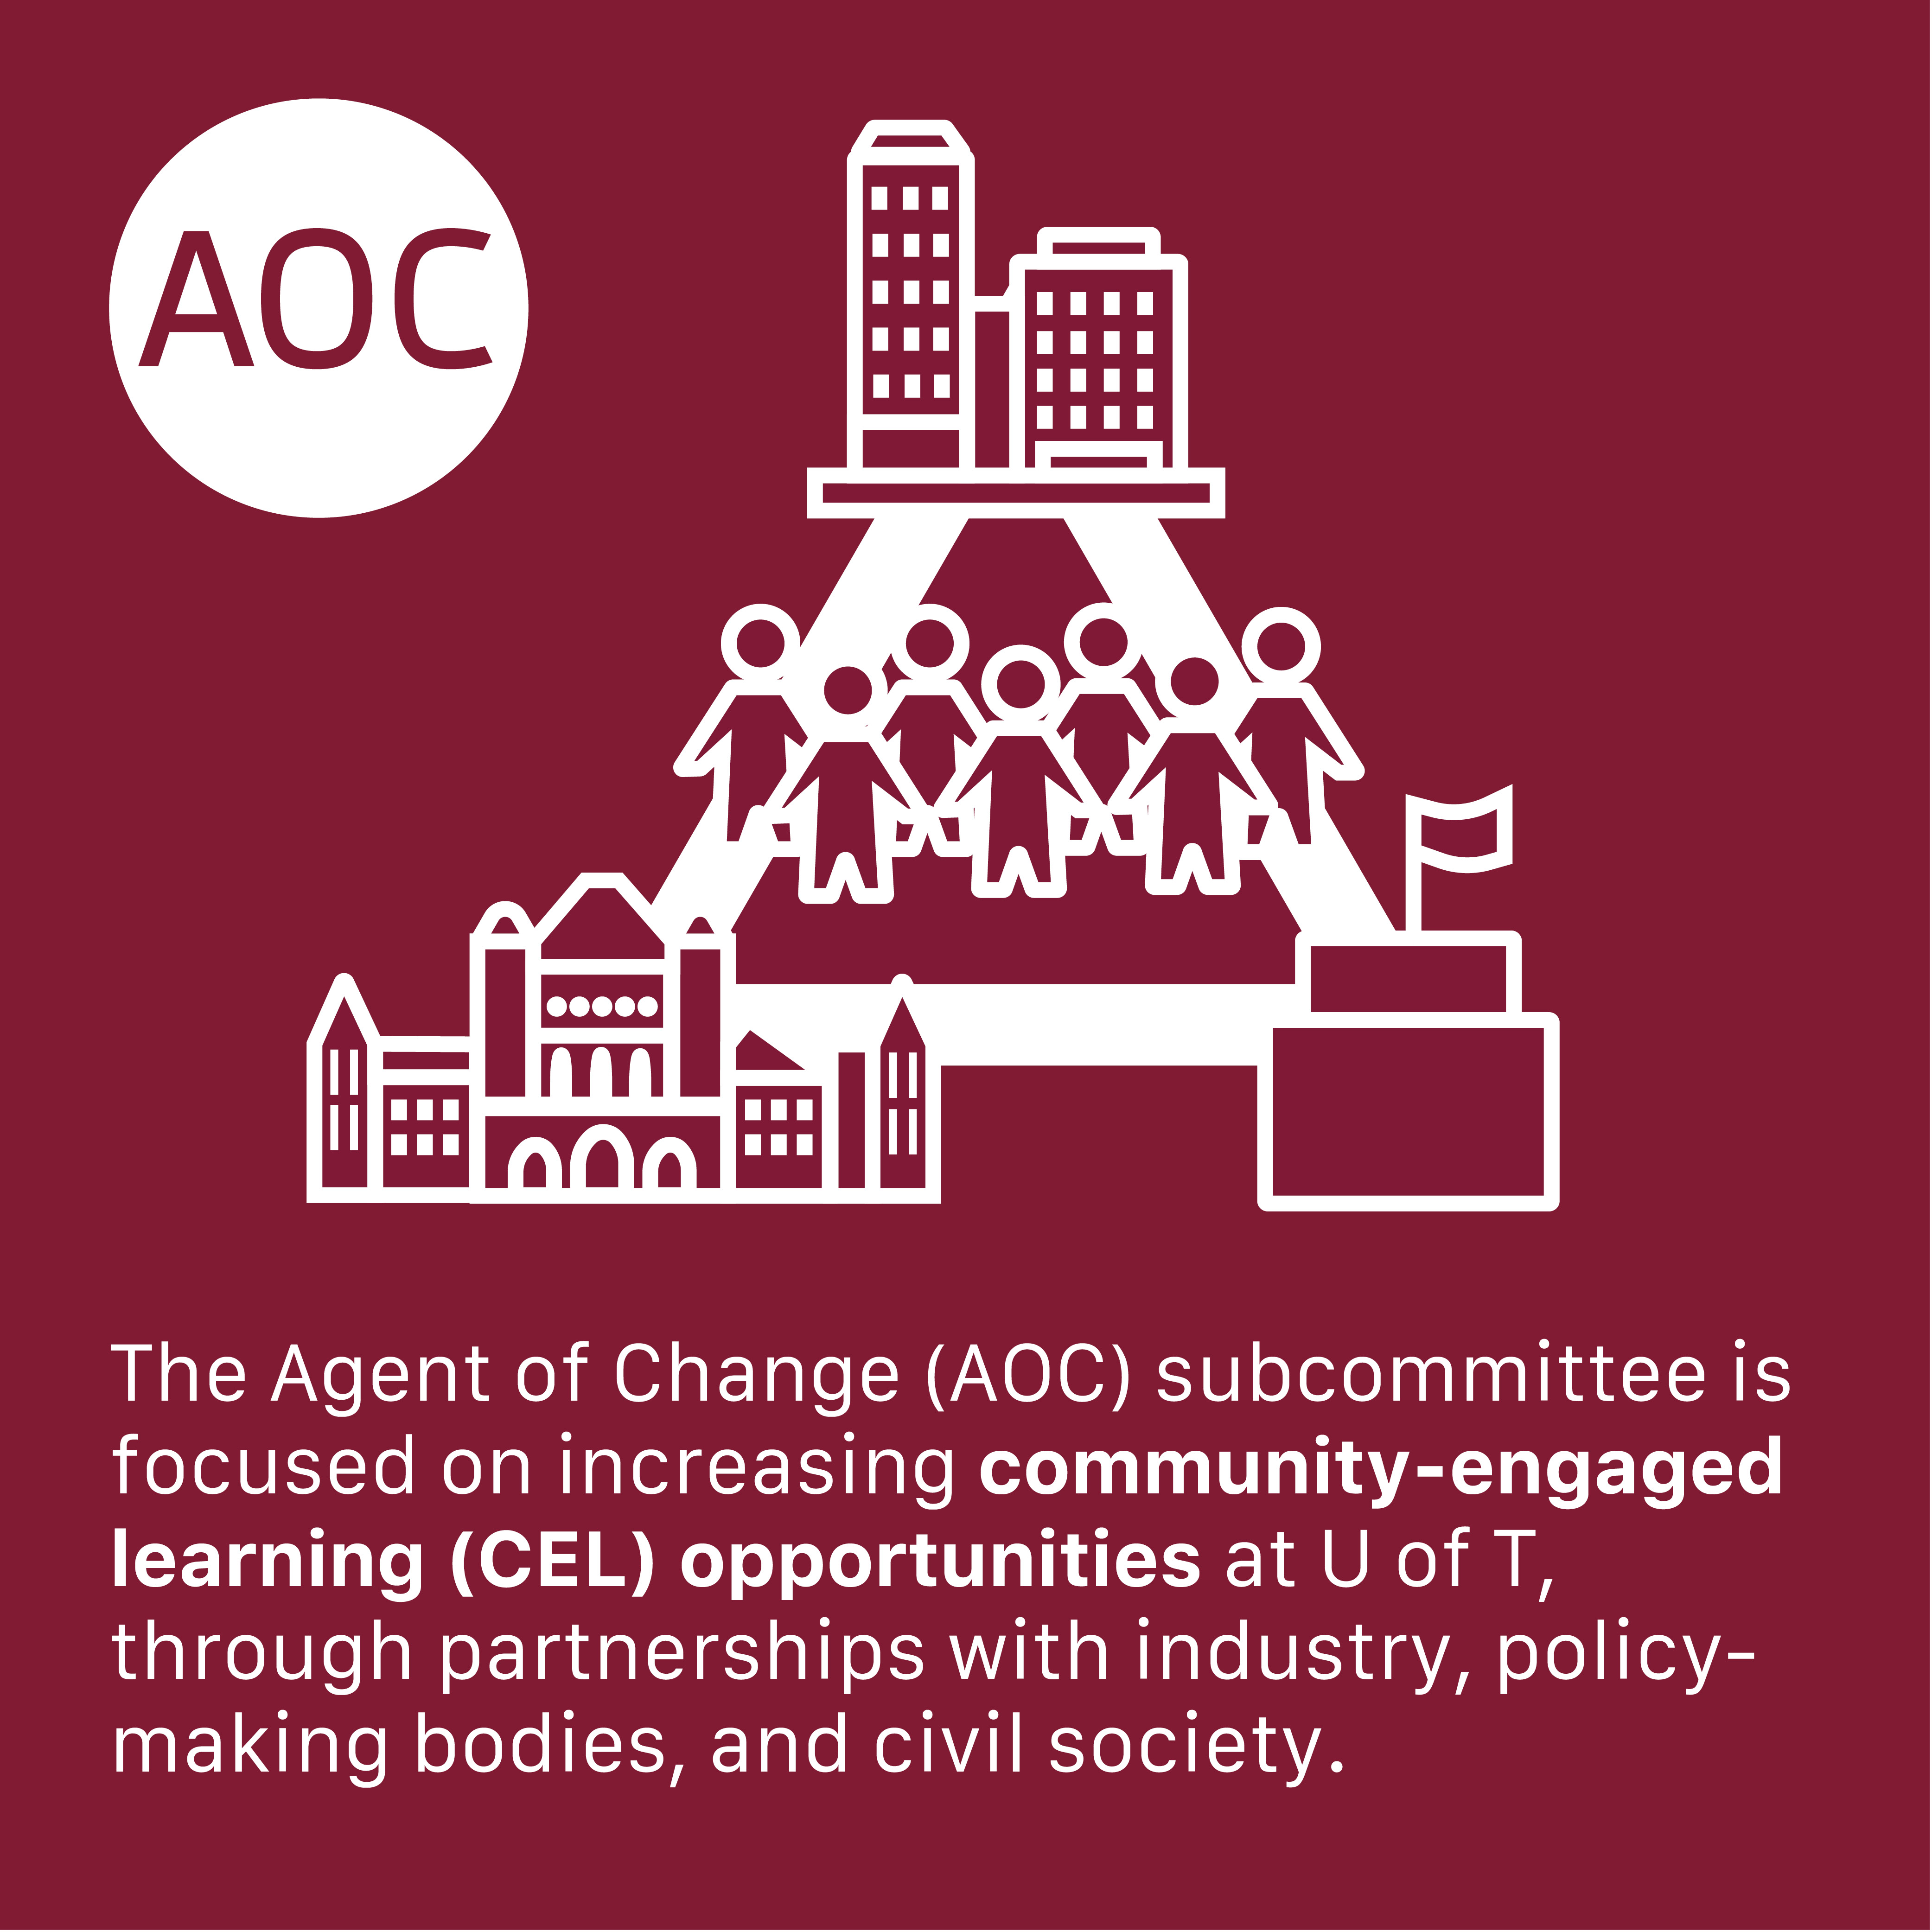 AOC
The Agent of Change (AOC) subcommittee is
focused on increasing community-engaged
learning (CEL) opportunities at U of T,
through partnerships with industry, policy-
making bodies, and civil society.